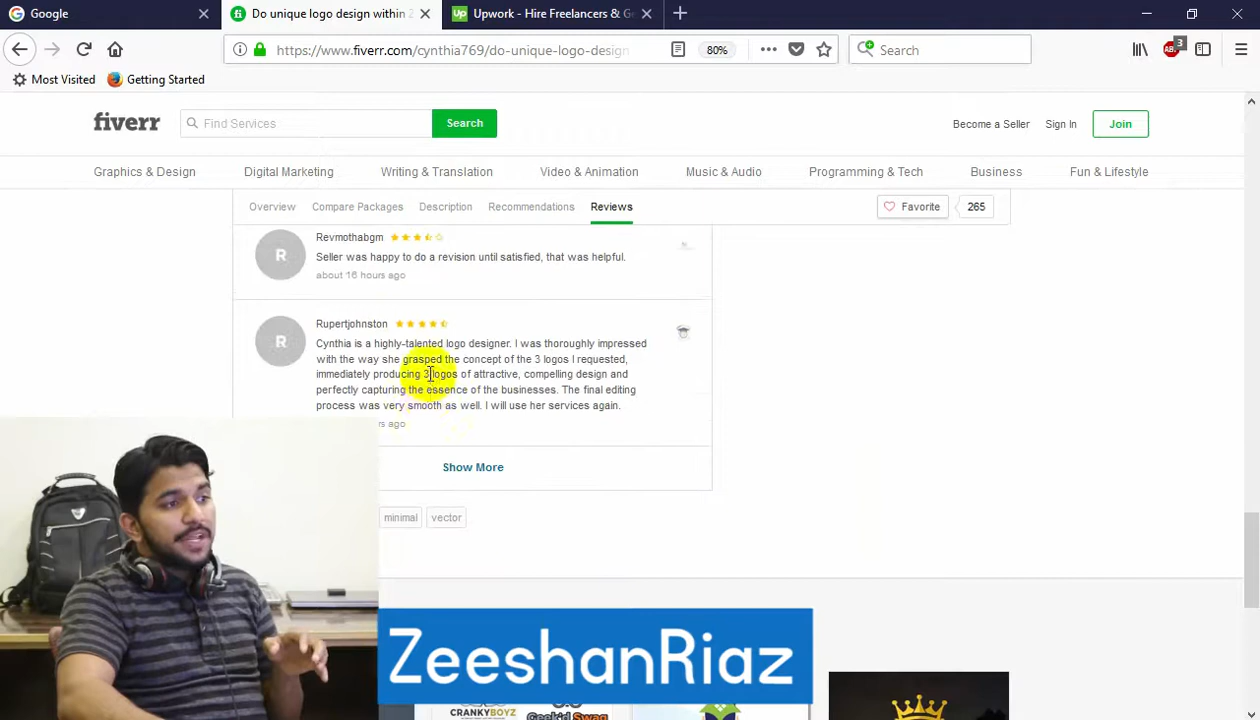 Google
Do unique logo design within 2
Upwork - Hire Freelancers & G
https://www.fiverr.com/cynthia769/do-unique-logo-design
80%
Search
3
Most Visited
Getting Started
fiverr
Find Services
Search
Become a Seller
Sign In
Join
Graphics & Design
Digital Marketing
Writing & Translation
Video & Animation
Music & Audio
Programming & Tech
Business
Fun & Lifestyle
Overview
Compare Packages
Description
Recommendations
Reviews
Favorite
265
Revmothabgm
R
Seller was happy to do a revision until satisfied, that was helpful.
about 16 hours ago
Rupertjohnston
R
Cynthia is a highly-talented logo designer. I was thoroughly impressed
with the way she grasped the concept of the 3 logos I requested,
immediately producing 3 logos of attractive, compelling design and
perfectly capturing the essence of the businesses. The final editing
process was very smooth as well. I will use her services again.
rs ago
Show More
minimal
vector
ZeeshanRiaz
CRANKYBOYZ
Geekid Swag